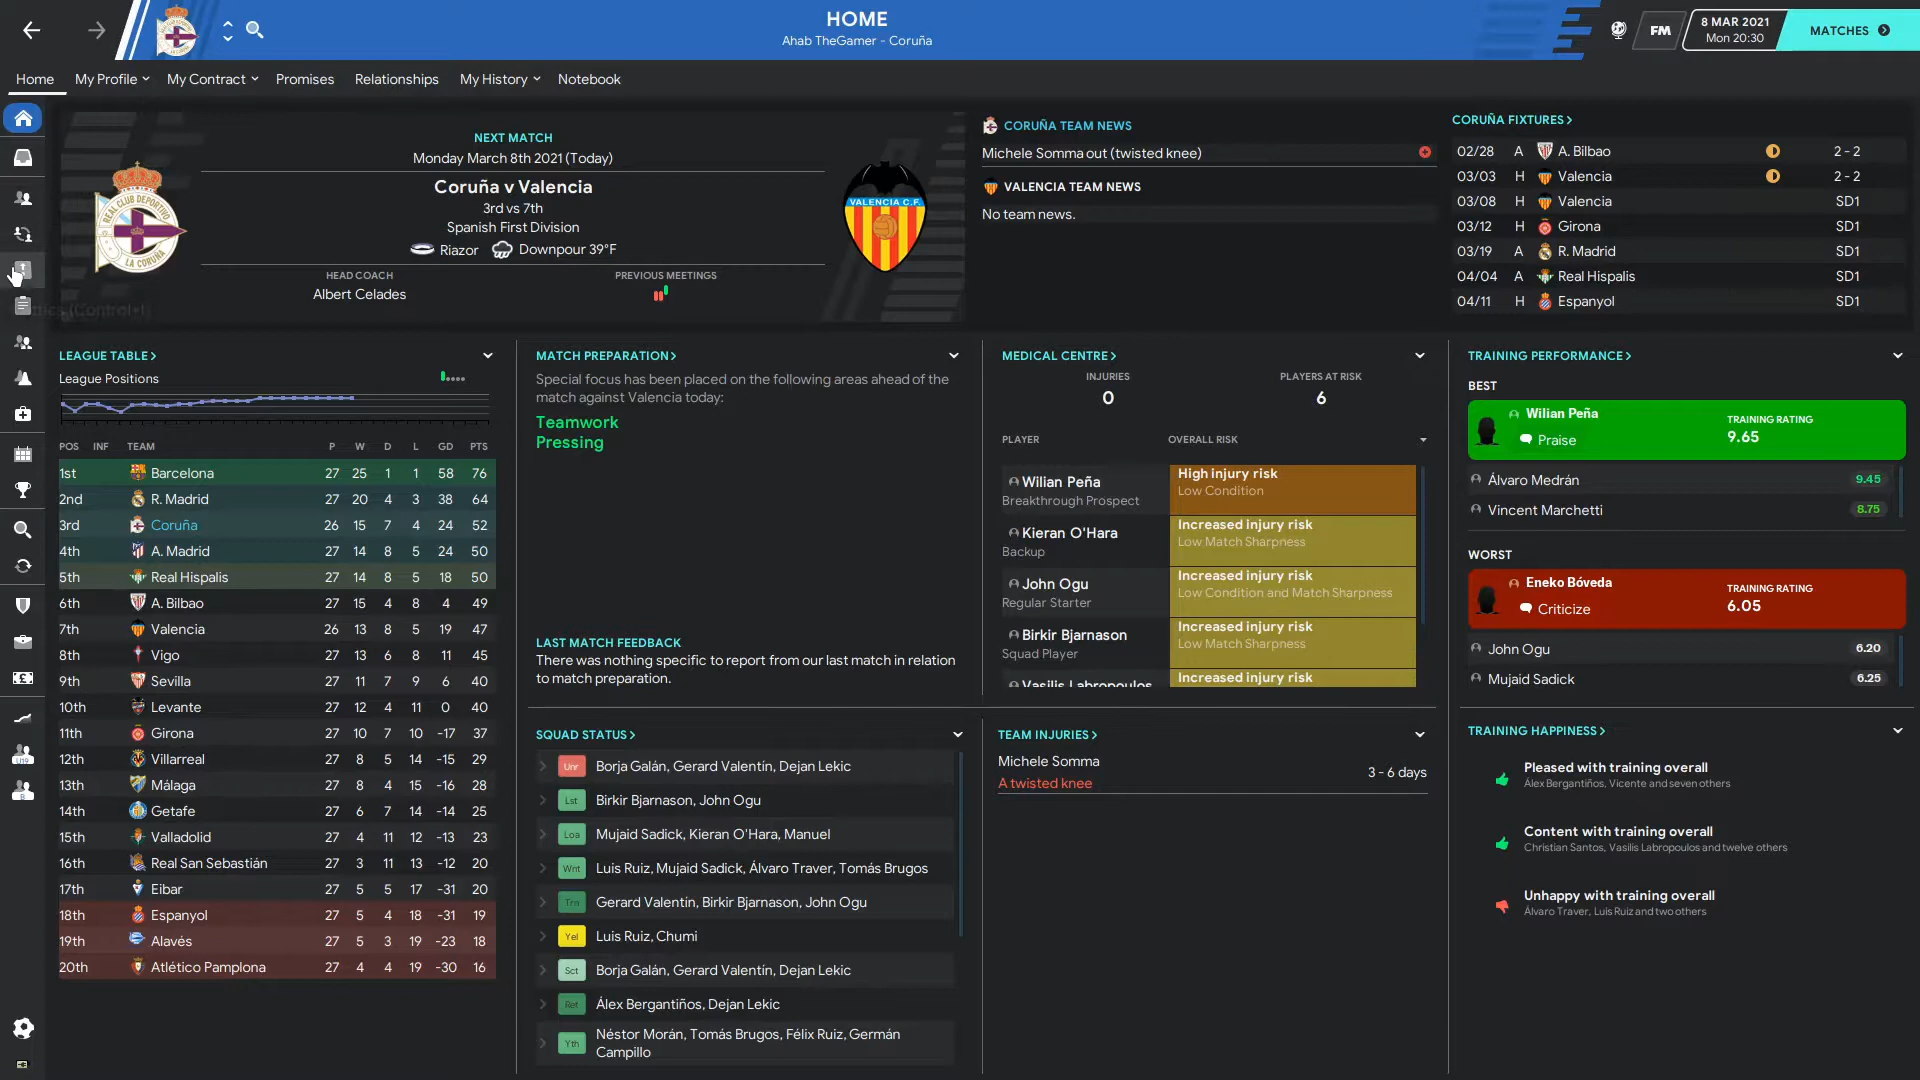 HOME
Ahab TheGamer - Coruña
FM
8 MAR 2021
Mon 20:30
MATCHES
Home My Profile My Contract Promises Relationships My History Notebook
NEXT MATCH
Monday March 8th 2021 (Today)
Coruña v Valencia
3rd vs 7th
Spanish First Division
Riazor Downpour 39°F
HEAD COACH
Albert Celades
PREVIOUS MEETINGS
REAL CLUB DEPORTIVO
LA CORUÑA
VALENCIA C.F.
CORUÑA TEAM NEWS
Michele Somma out (twisted knee)
VALENCIA TEAM NEWS
No team news.
CORUÑA FIXTURES
02/28 A A. Bilbao 2 - 2
03/03 H Valencia 2 - 2
03/08 H Valencia SD1
03/12 H Girona SD1
03/19 A R. Madrid SD1
04/04 A Real Hispalis SD1
04/11 H Espanyol SD1
LEAGUE TABLE
League Positions
POS INF TEAM P W D L GD PTS
1st Barcelona 27 25 1 1 58 76
2nd R. Madrid 27 20 4 3 38 64
3rd Coruña 26 15 7 4 24 52
4th A. Madrid 27 14 8 5 24 50
5th Real Hispalis 27 14 8 5 18 50
6th A. Bilbao 27 15 4 8 4 49
7th Valencia 26 13 8 5 19 47
8th Vigo 27 13 6 8 11 45
9th Sevilla 27 11 7 9 6 40
10th Levante 27 12 4 11 0 40
11th Girona 27 10 7 10 -17 37
12th Villarreal 27 8 5 14 -15 29
13th Málaga 27 8 4 15 -16 28
14th Getafe 27 6 7 14 -14 25
15th Valladolid 27 4 11 12 -13 23
16th Real San Sebastián 27 3 11 13 -12 20
17th Eibar 27 5 5 17 -31 20
18th Espanyol 27 5 4 18 -31 19
19th Alavés 27 5 3 19 -23 18
20th Atlético Pamplona 27 4 4 19 -30 16
MATCH PREPARATION
Special focus has been placed on the following areas ahead of the
match against Valencia today:
Teamwork
Pressing
LAST MATCH FEEDBACK
There was nothing specific to report from our last match in relation
to match preparation.
MEDICAL CENTRE
INJURIES PLAYERS AT RISK
0 6
PLAYER OVERALL RISK
Wilian Peña
Breakthrough Prospect
High injury risk
Low Condition
Kieran O'Hara
Backup
Increased injury risk
Low Match Sharpness
John Ogu
Regular Starter
Increased injury risk
Low Condition and Match Sharpness
Birkir Bjarnason
Squad Player
Increased injury risk
Low Match Sharpness
Vasilis Labropoulos
Increased injury risk
TRAINING PERFORMANCE
BEST
Wilian Peña
Praise
TRAINING RATING
9.65
Álvaro Medrán 9.45
Vincent Marchetti 8.75
WORST
Eneko Bóveda
Criticize
TRAINING RATING
6.05
John Ogu 6.20
Mujaid Sadick 6.25
SQUAD STATUS
Unr Borja Galán, Gerard Valentín, Dejan Lekic
Lst Birkir Bjarnason, John Ogu
Loa Mujaid Sadick, Kieran O'Hara, Manuel
Wnt Luis Ruiz, Mujaid Sadick, Álvaro Traver, Tomás Brugos
Trn Gerard Valentín, Birkir Bjarnason, John Ogu
Yel Luis Ruiz, Chumi
Sct Borja Galán, Gerard Valentín, Dejan Lekic
Ret Álex Bergantiños, Dejan Lekic
Yth Néstor Morán, Tomás Brugos, Félix Ruiz, Germán
Campillo
TEAM INJURIES
Michele Somma
A twisted knee
3 - 6 days
TRAINING HAPPINESS
Pleased with training overall
Álex Bergantiños, Vicente and seven others
Content with training overall
Christian Santos, Vasilis Labropoulos and twelve others
Unhappy with training overall
Álvaro Traver, Luis Ruiz and two others
U19
B